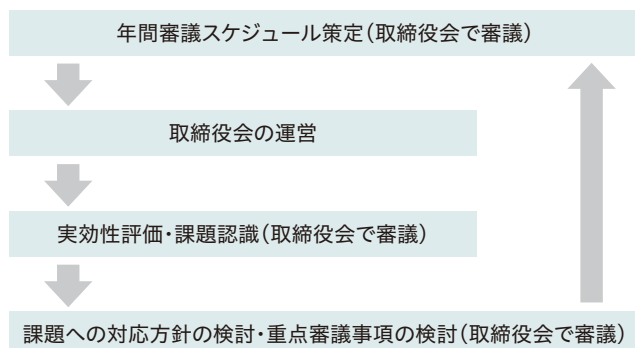 年間審議スケジュール策定(取締役会で審議)
取締役会の運営
実効性評価・課題認識(取締役会で審議)
課題への対応方針の検討・重点審議事項の検討(取締役会で審議)